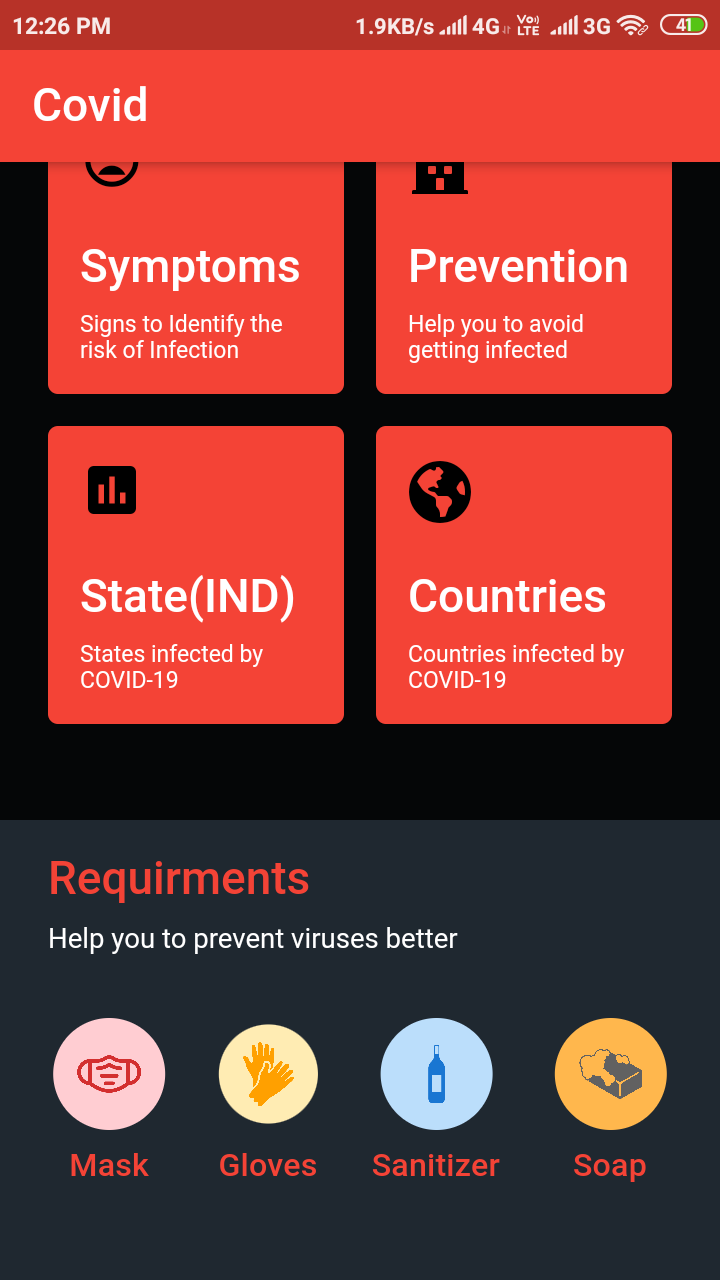 12:26 PM 1.9KB/s 4G Vo) LTE 3G 41
Covid
Symptoms
Signs to Identify the
risk of Infection
Prevention
Help you to avoid
getting infected
State(IND)
States infected by
COVID-19
Countries
Countries infected by
COVID-19
Requirments
Help you to prevent viruses better
Mask Gloves Sanitizer Soap